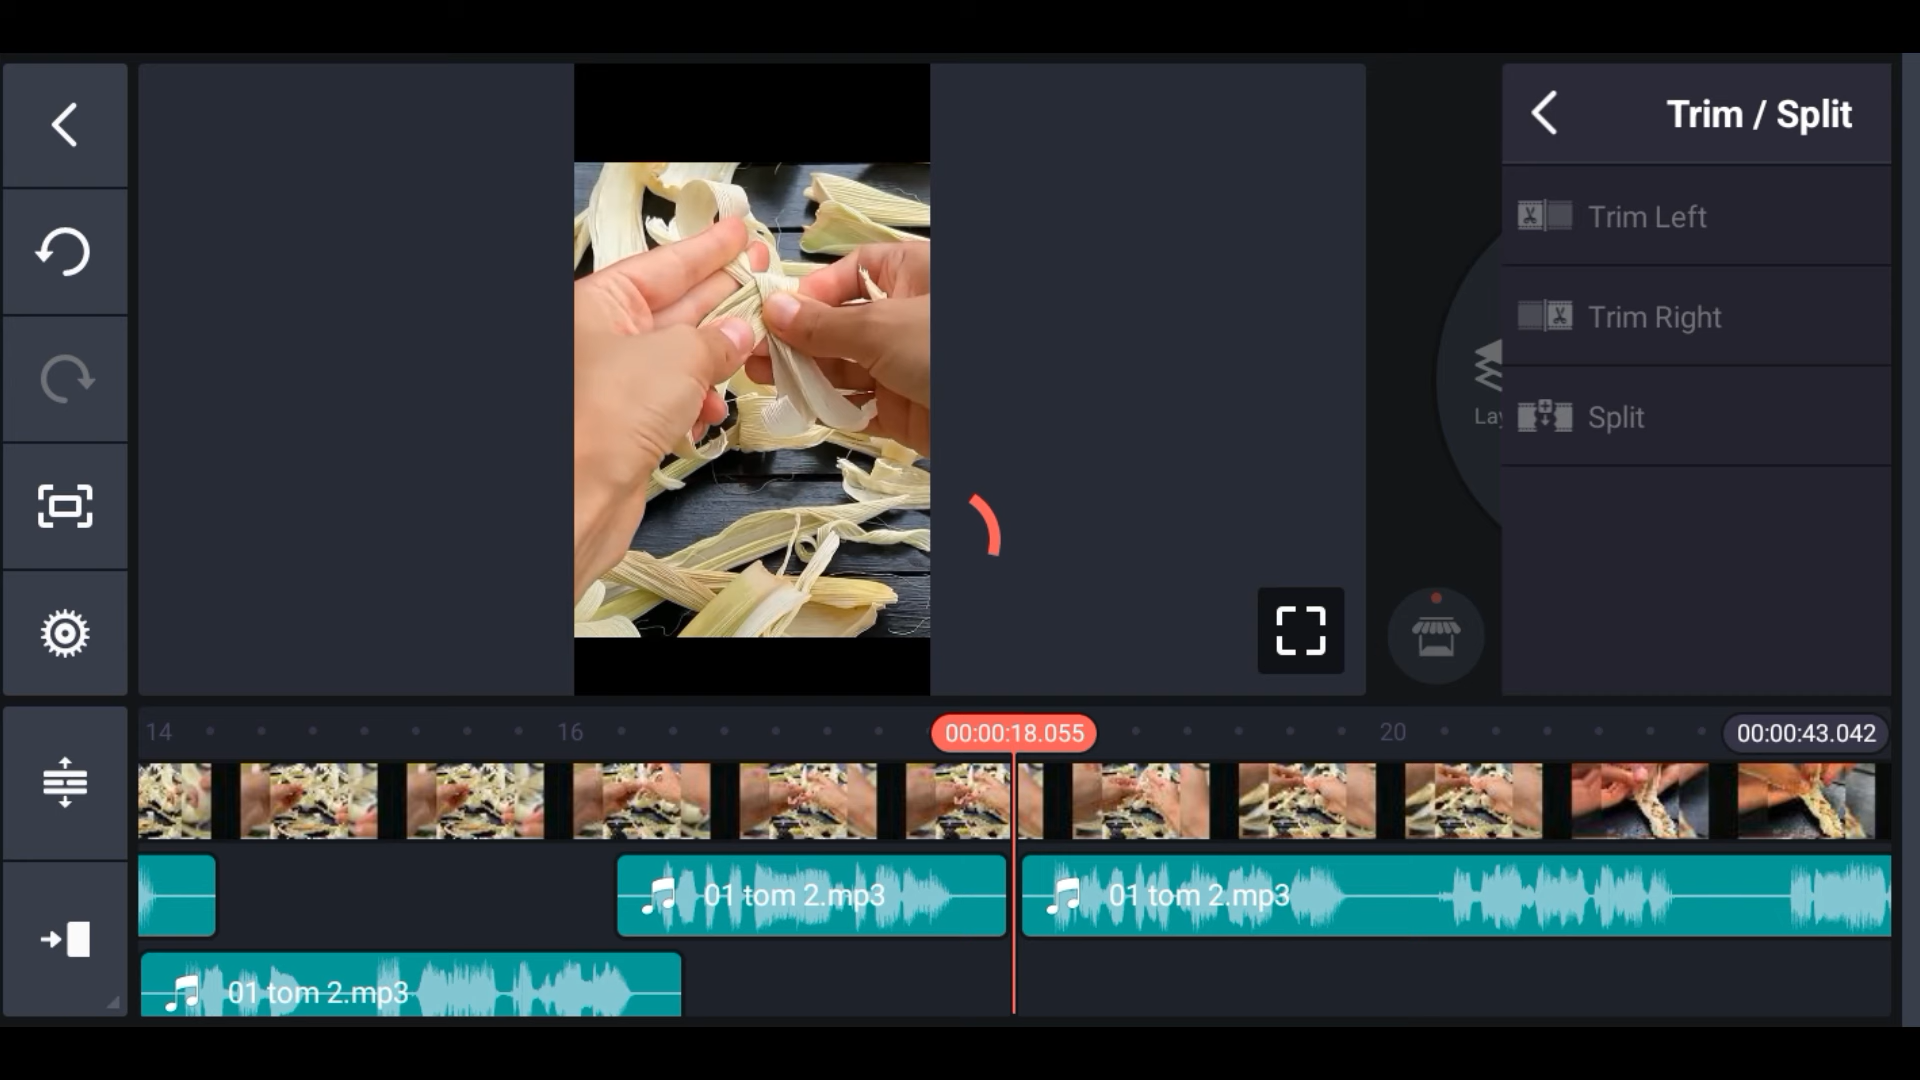 Trim / Split
Trim Left
Trim Right
Lay
Split
14
16
00:00:18.055
20
00:00:43.042
01 tom 2.mp3
01 tom 2.mp3
01 tom 2.mp3